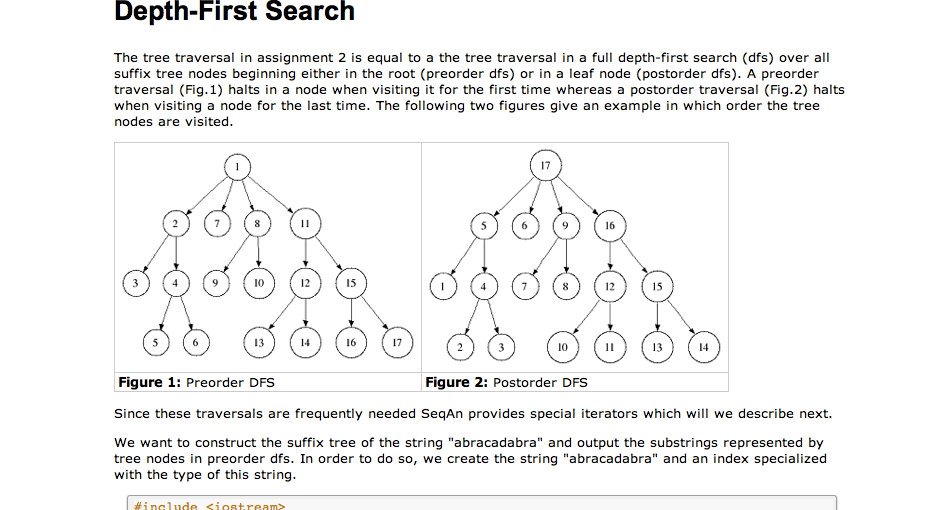 Depth-First Search
The tree traversal in assignment 2 is equal to a the tree traversal in a full depth-first search (dfs) over all
suffix tree nodes beginning either in the root (preorder dfs) or in a leaf node (postorder dfs). A preorder
traversal (Fig.1) halts in a node when visiting it for the first time whereas a postorder traversal (Fig.2) halts
when visiting a node for the last time. The following two figures give an example in which order the tree
nodes are visited.
1
2 7 8 11
3 4 9 10 12 15
5 6 13 14 16 17
Figure 1: Preorder DFS
17
5 6 9 16
1 4 7 8 12 15
2 3 10 11 13 14
Figure 2: Postorder DFS
Since these traversals are frequently needed SeqAn provides special iterators which will we describe next.
We want to construct the suffix tree of the string "abracadabra" and output the substrings represented by
tree nodes in preorder dfs. In order to do so, we create the string "abracadabra" and an index specialized
with the type of this string.
#include <iostream>